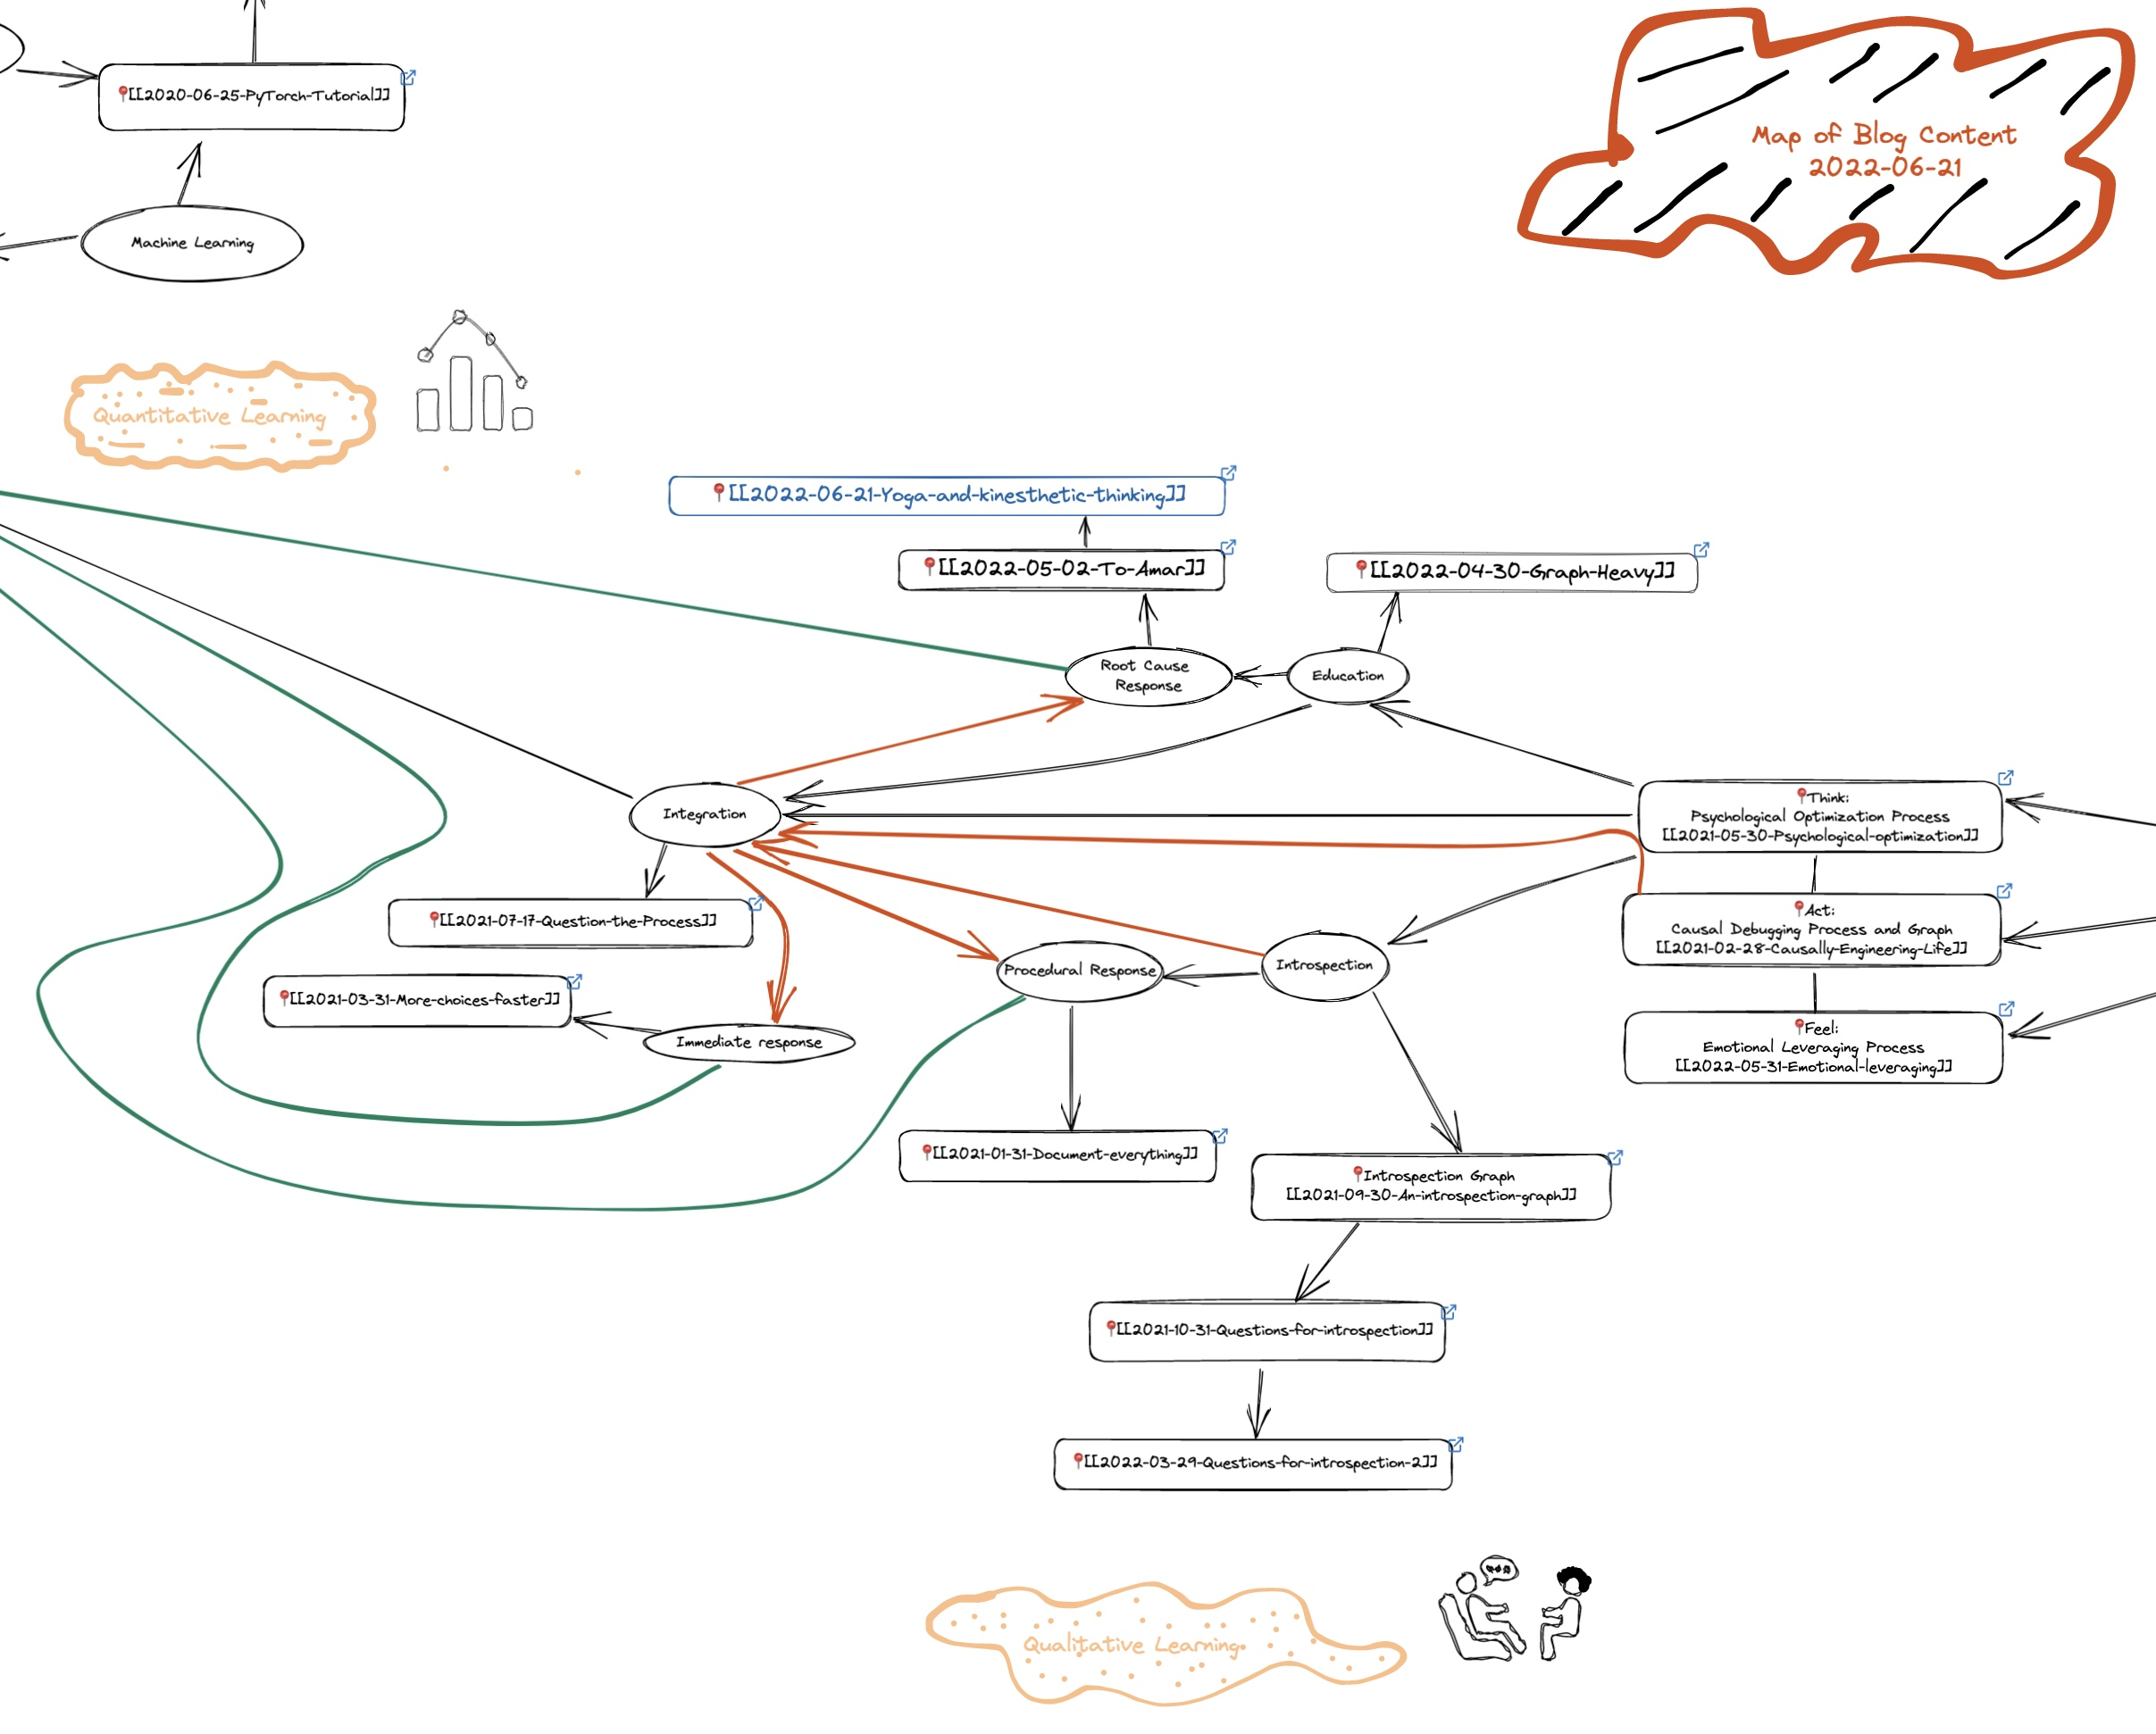 📍[[2020-06-25-PyTorch-Tutorial]]
Map of Blog Content
2022-06-21
Machine Learning
Quantitative Learning
📍[[2022-06-21-Yoga-and-kinesthetic-thinking]]
📍[[2022-05-02-To-Amar]]
📍[[2022-04-30-Graph-Heavy]]
Root Cause
Response
Education
Integration
📍Think:
Psychological Optimization Process
[[2021-05-30-Psychological-optimization]]
📍[[2021-07-17-Question-the-Process]]
📍Act:
Causal Debugging Process and Graph
[[2021-02-28-Causally-Engineering-Life]]
Procedural Response
Introspection
📍[[2021-03-31-More-choices-faster]]
Immediate response
📍Feel:
Emotional Leveraging Process
[[2022-05-31-Emotional-leveraging]]
📍[[2021-01-31-Document-everything]]
📍Introspection Graph
[[2021-09-30-An-introspection-graph]]
📍[[2021-10-31-Questions-for-introspection]]
📍[[2022-03-29-Questions-for-introspection-2]]
Qualitative Learning